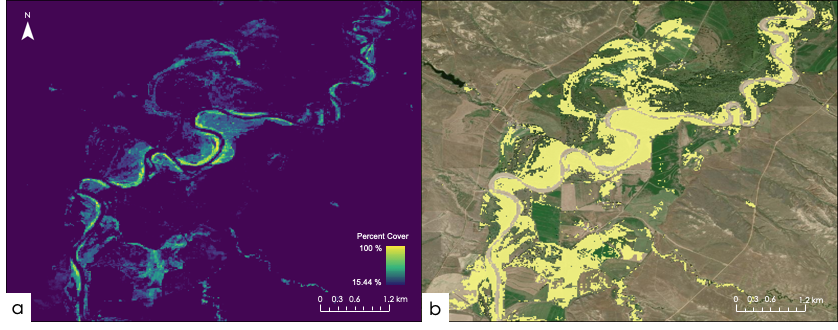 N
Percent Cover
100 %
15.44 %
0 0.3 0.6 1.2 km
a
0 0.3 0.6 1.2 km
b